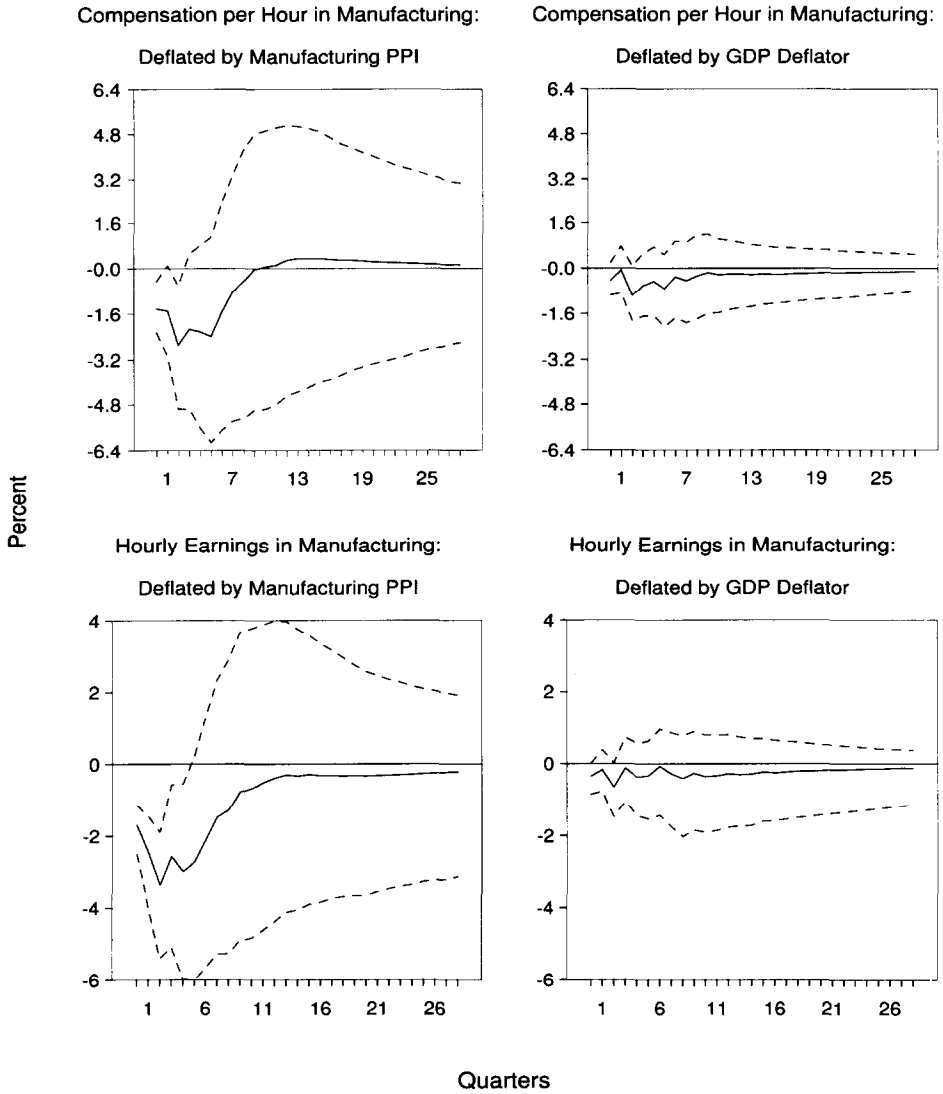 Compensation per Hour in Manufacturing:
Deflated by Manufacturing PPI
6.4
4.8
3.2
1.6
-0.0
-1.6
-3.2
-4.8
-6.4
1 7 13 19 25
Compensation per Hour in Manufacturing:
Deflated by GDP Deflator
6.4
4.8
3.2
1.6
-0.0
-1.6
-3.2
-4.8
-6.4
1 7 13 19 25
Percent
Hourly Earnings in Manufacturing:
Deflated by Manufacturing PPI
4
2
0
-2
-4
-6
1 6 11 16 21 26
Hourly Earnings in Manufacturing:
Deflated by GDP Deflator
4
2
0
-2
-4
-6
1 6 11 16 21 26
Quarters